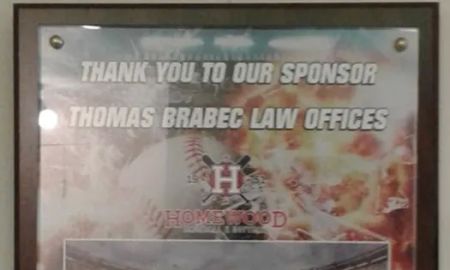 THANK YOU TO OUR SPONSOR
THOMAS BRABEC LAW OFFICES
H
HOMEWOOD